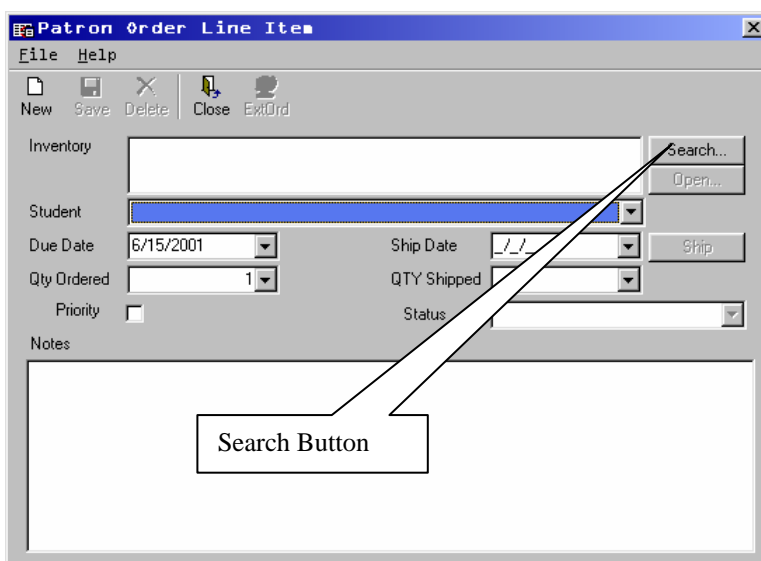 Patron Order Line Item
File Help
New Save Delete Close ExtOrd
Inventory Search...
Open...
Student
Due Date 6/15/2001 Ship Date _/_/_ Ship
Qty Ordered 1 QTY Shipped
Priority Status
Notes
Search Button